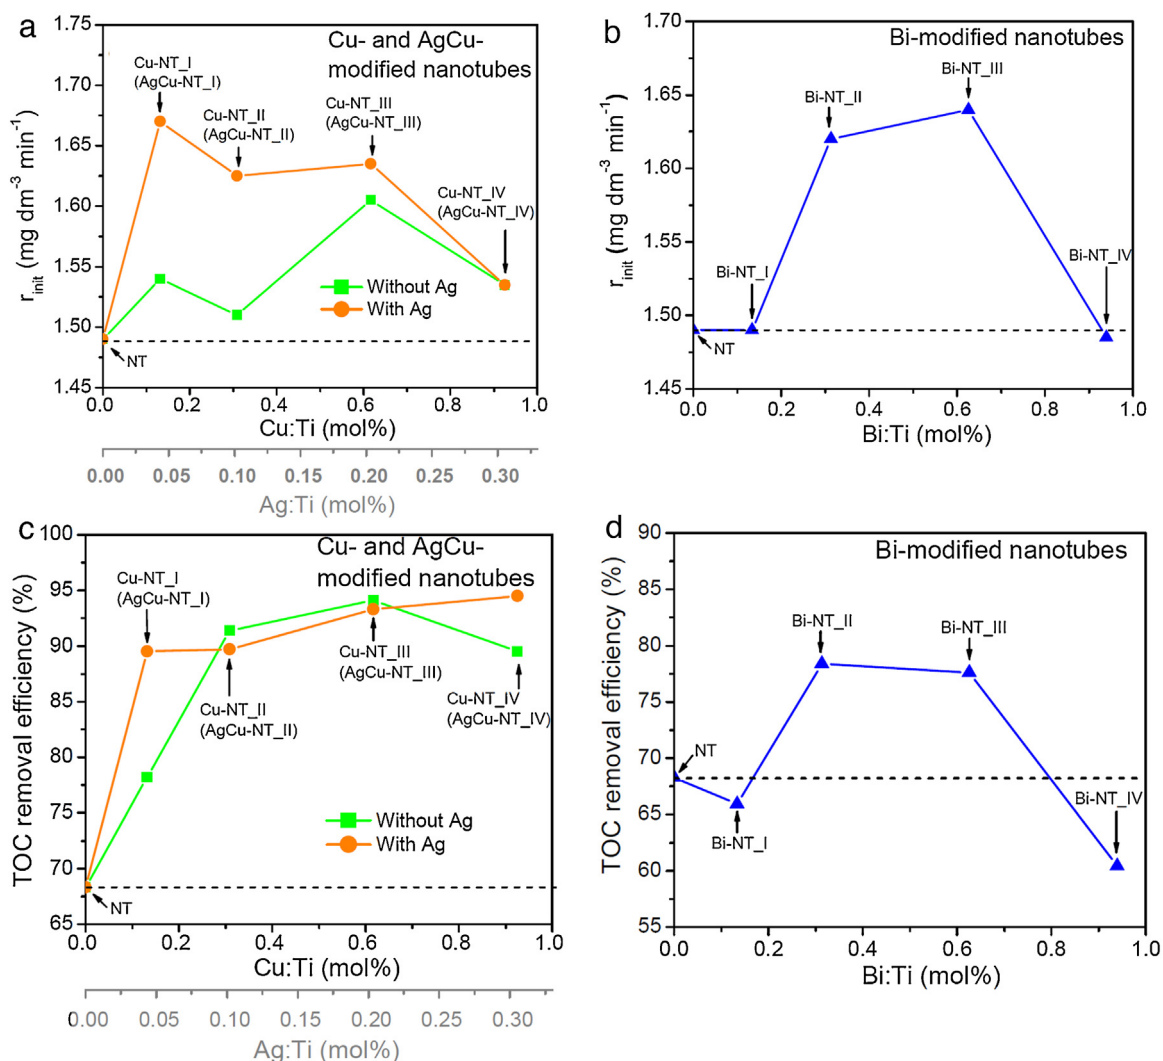 a
Cu- and AgCu-
modified nanotubes
1.75
1.70
1.65
1.60
1.55
1.50
1.45
r_init (mg dm⁻³ min⁻¹)
Cu-NT_I
(AgCu-NT_I)
Cu-NT_II
(AgCu-NT_II)
Cu-NT_III
(AgCu-NT_III)
Cu-NT_IV
(AgCu-NT_IV)
Without Ag
With Ag
NT
0.0 0.2 0.4 0.6 0.8 1.0
Cu:Ti (mol%)
0.00 0.05 0.10 0.15 0.20 0.25 0.30
Ag:Ti (mol%)
b
Bi-modified nanotubes
1.70
1.65
1.60
1.55
1.50
1.45
r_init (mg dm⁻³ min⁻¹)
Bi-NT_III
Bi-NT_II
Bi-NT_I
Bi-NT_IV
NT
0.0 0.2 0.4 0.6 0.8 1.0
Bi:Ti (mol%)
c
Cu- and AgCu-
modified nanotubes
100
95
90
85
80
75
70
65
TOC removal efficiency (%)
Cu-NT_I
(AgCu-NT_I)
Cu-NT_II
(AgCu-NT_II)
Cu-NT_III
(AgCu-NT_III)
Cu-NT_IV
(AgCu-NT_IV)
Without Ag
With Ag
NT
0.0 0.2 0.4 0.6 0.8 1.0
Cu:Ti (mol%)
0.00 0.05 0.10 0.15 0.20 0.25 0.30
Ag:Ti (mol%)
d
Bi-modified nanotubes
90
85
80
75
70
65
60
55
TOC removal efficiency (%)
Bi-NT_II
Bi-NT_III
NT
Bi-NT_I
Bi-NT_IV
0.0 0.2 0.4 0.6 0.8 1.0
Bi:Ti (mol%)